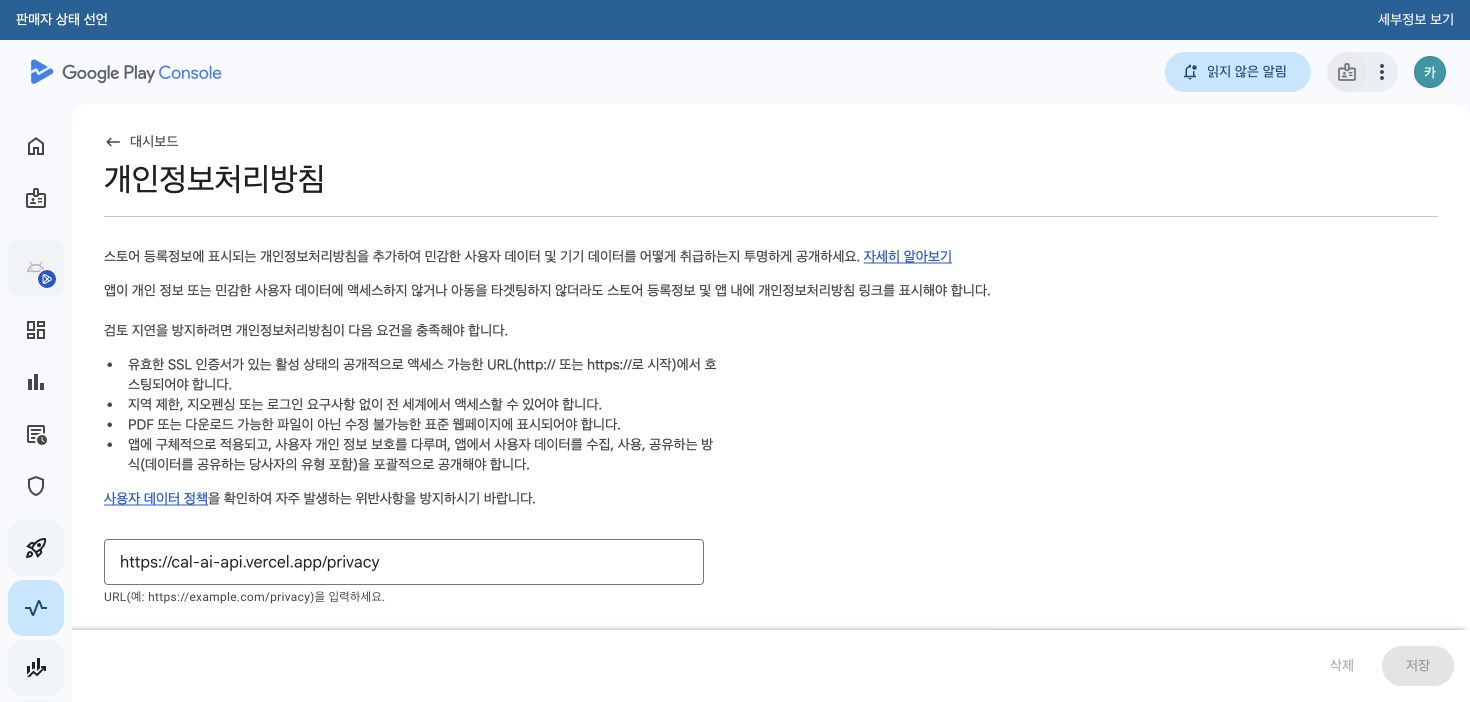 판매자 상태 선언
세부정보 보기
Google Play Console
읽지 않은 알림
카
대시보드
개인정보처리방침
스토어 등록정보에 표시되는 개인정보처리방침을 추가하여 민감한 사용자 데이터 및 기기 데이터를 어떻게 취급하는지 투명하게 공개하세요. 자세히 알아보기
앱이 개인 정보 또는 민감한 사용자 데이터에 액세스하지 않거나 아동을 타겟팅하지 않더라도 스토어 등록정보 및 앱 내에 개인정보처리방침 링크를 표시해야 합니다.
검토 지연을 방지하려면 개인정보처리방침이 다음 요건을 충족해야 합니다.
• 유효한 SSL 인증서가 있는 활성 상태의 공개적으로 액세스 가능한 URL(http:// 또는 https://로 시작)에서 호
스팅되어야 합니다.
• 지역 제한, 지오펜싱 또는 로그인 요구사항 없이 전 세계에서 액세스할 수 있어야 합니다.
• PDF 또는 다운로드 가능한 파일이 아닌 수정 불가능한 표준 웹페이지에 표시되어야 합니다.
• 앱에 구체적으로 적용되고, 사용자 개인 정보 보호를 다루며, 앱에서 사용자 데이터를 수집, 사용, 공유하는 방
식(데이터를 공유하는 당사자의 유형 포함)을 포괄적으로 공개해야 합니다.
사용자 데이터 정책을 확인하여 자주 발생하는 위반사항을 방지하시기 바랍니다.
https://cal-ai-api.vercel.app/privacy
URL(예: https://example.com/privacy)을 입력하세요.
삭제
저장